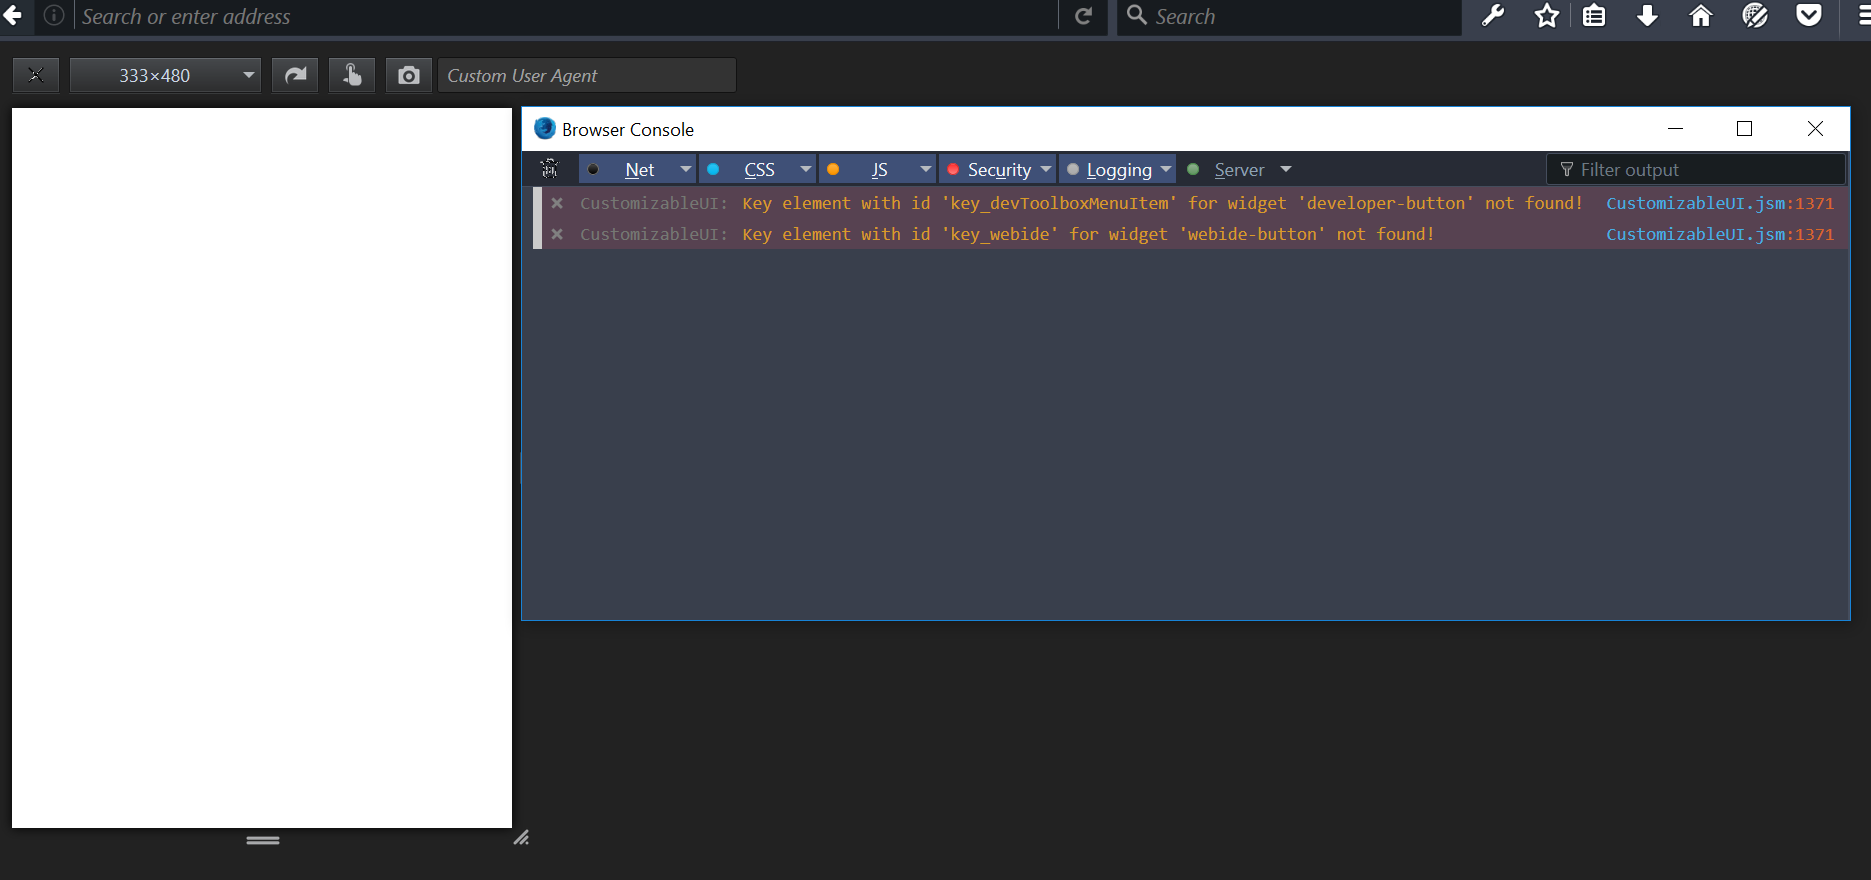 Search or enter address
Search
333×480
Custom User Agent
Browser Console
Net CSS JS Security Logging Server Filter output
CustomizableUI: Key element with id 'key_devToolboxMenuItem' for widget 'developer-button' not found! CustomizableUI.jsm:1371
CustomizableUI: Key element with id 'key_webide' for widget 'webide-button' not found! CustomizableUI.jsm:1371